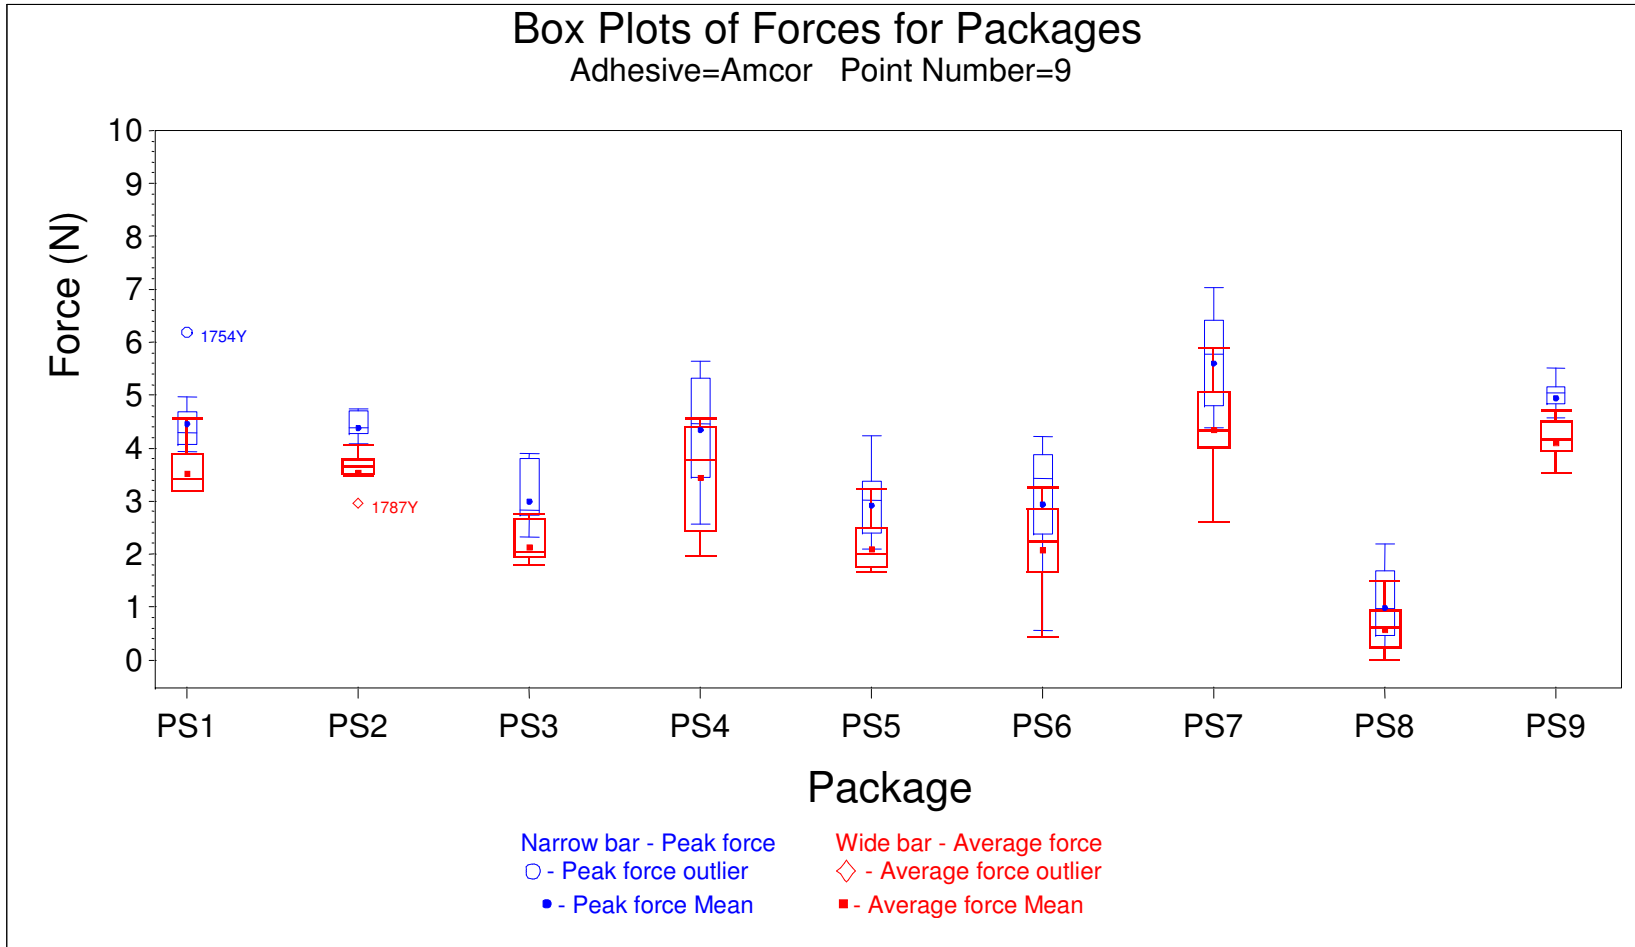 Box Plots of Forces for Packages
Adhesive=Amcor Point Number=9
10
9
8
7
6
5
4
3
2
1
0
Force (N)
1754Y
1787Y
PS1 PS2 PS3 PS4 PS5 PS6 PS7 PS8 PS9
Package
Narrow bar - Peak force Wide bar - Average force
- Peak force outlier - Average force outlier
- Peak force Mean - Average force Mean